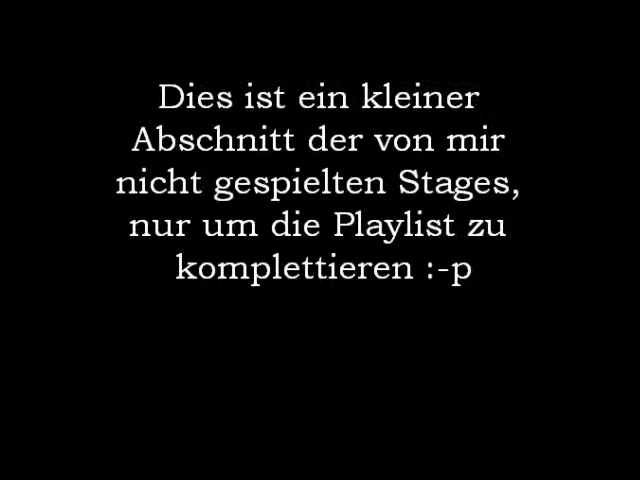 Dies ist ein kleiner
Abschnitt der von mir
nicht gespielten Stages,
nur um die Playlist zu
komplettieren :-p